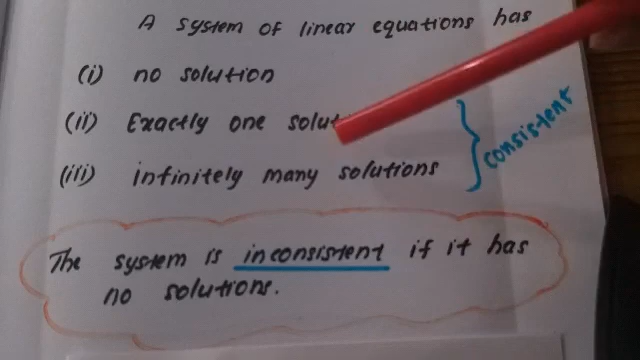 A system of linear equations has
(i) no solution
(ii) Exactly one solut
(iii) infinitely many solutions
consistent
The system is inconsistent if it has
no solutions.